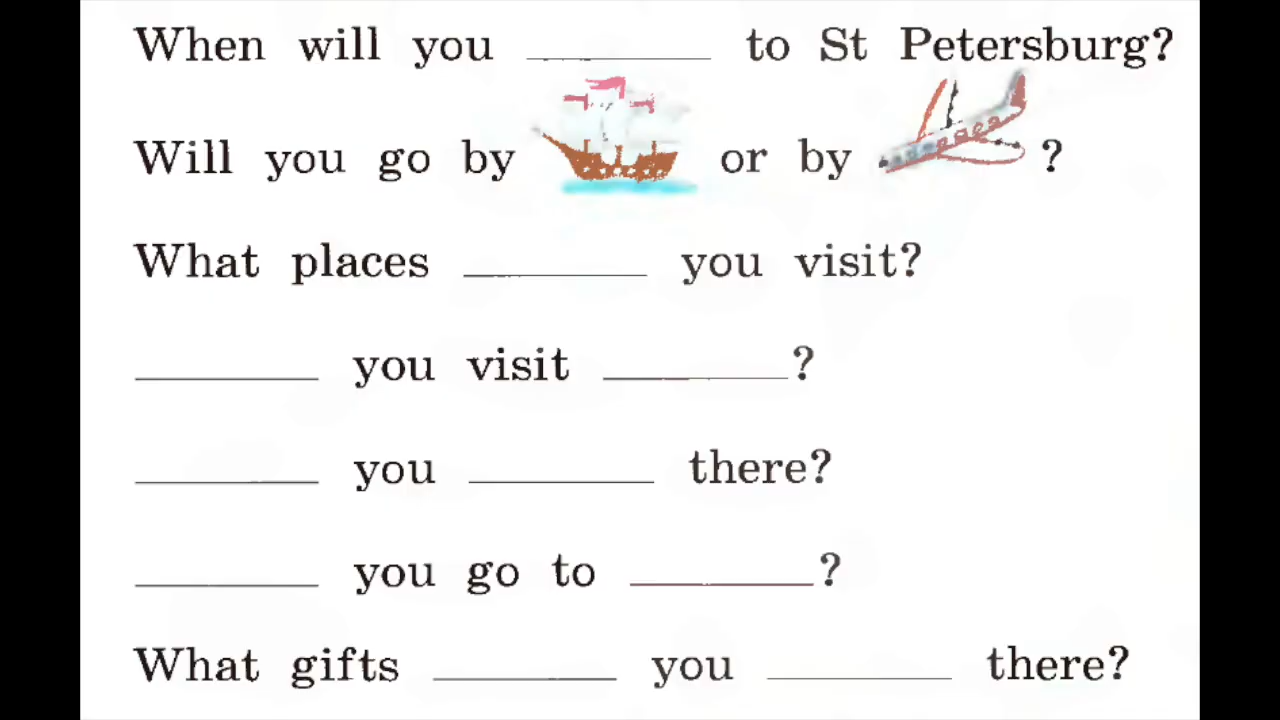 When will you ________ to St Petersburg?
Will you go by or by ?
What places ________ you visit?
________ you visit ________?
________ you ________ there?
________ you go to ________?
What gifts ________ you ________ there?